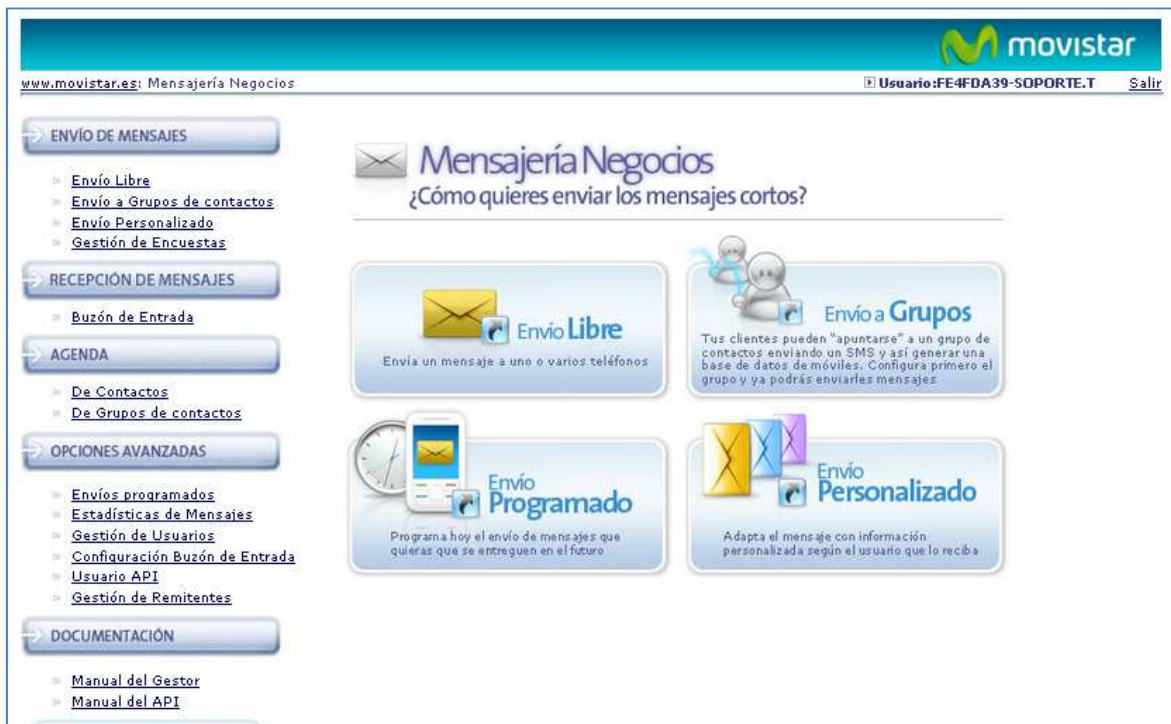 movistar
www.movistar.es: Mensajería Negocios
Usuario:FE4FDA39-SOPORTE.T
Salir
ENVÍO DE MENSAJES
Envío Libre
Envío a Grupos de contactos
Envío Personalizado
Gestión de Encuestas
RECEPCIÓN DE MENSAJES
Buzón de Entrada
AGENDA
De Contactos
De Grupos de contactos
OPCIONES AVANZADAS
Envíos programados
Estadísticas de Mensajes
Gestión de Usuarios
Configuración Buzón de Entrada
Usuario API
Gestión de Remitentes
DOCUMENTACIÓN
Manual del Gestor
Manual del API
Mensajería Negocios
¿Cómo quieres enviar los mensajes cortos?
Envío Libre
Envía un mensaje a uno o varios teléfonos
Envío a Grupos
Tus clientes pueden "apuntarse" a un grupo de
contactos enviando un SMS y así generar una
base de datos de móviles. Configura primero el
grupo y ya podrás enviarles mensajes
Envío
Programado
Programa hoy el envío de mensajes que
quieras que se entreguen en el futuro
Envío
Personalizado
Adapta el mensaje con información
personalizada según el usuario que lo reciba